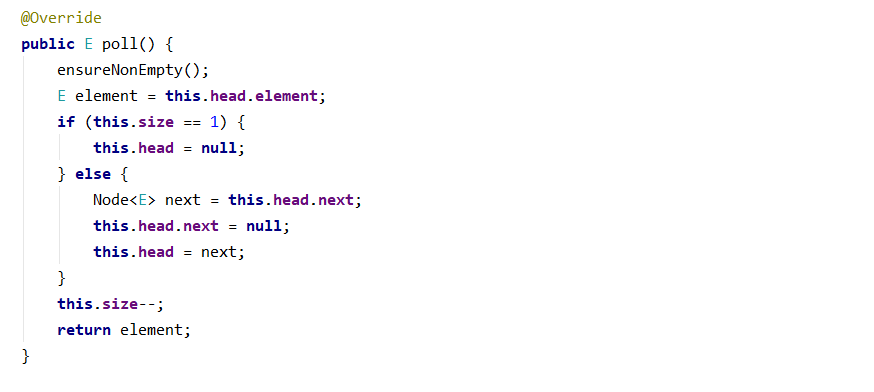 @Override
public E poll() {
    ensureNonEmpty();
    E element = this.head.element;
    if (this.size == 1) {
        this.head = null;
    } else {
        Node<E> next = this.head.next;
        this.head.next = null;
        this.head = next;
    }
    this.size--;
    return element;
}